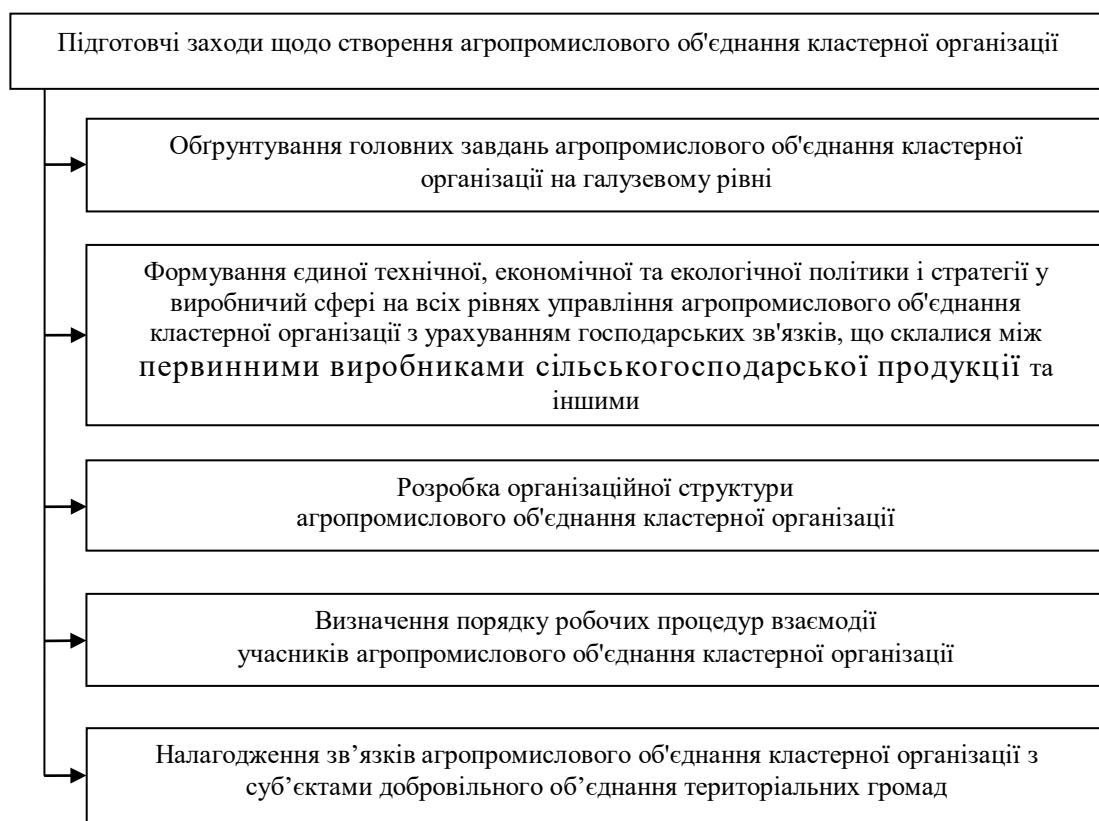 Підготовчі заходи щодо створення агропромислового об'єднання кластерної організації
Обґрунтування головних завдань агропромислового об'єднання кластерної
організації на галузевому рівні
Формування єдиної технічної, економічної та екологічної політики і стратегії у
виробничий сфері на всіх рівнях управління агропромислового об'єднання
кластерної організації з урахуванням господарських зв'язків, що склалися між
первинними виробниками сільськогосподарської продукції та
іншими
Розробка організаційної структури
агропромислового об'єднання кластерної організації
Визначення порядку робочих процедур взаємодії
учасників агропромислового об'єднання кластерної організації
Налагодження зв’язків агропромислового об'єднання кластерної організації з
суб’єктами добровільного об’єднання територіальних громад